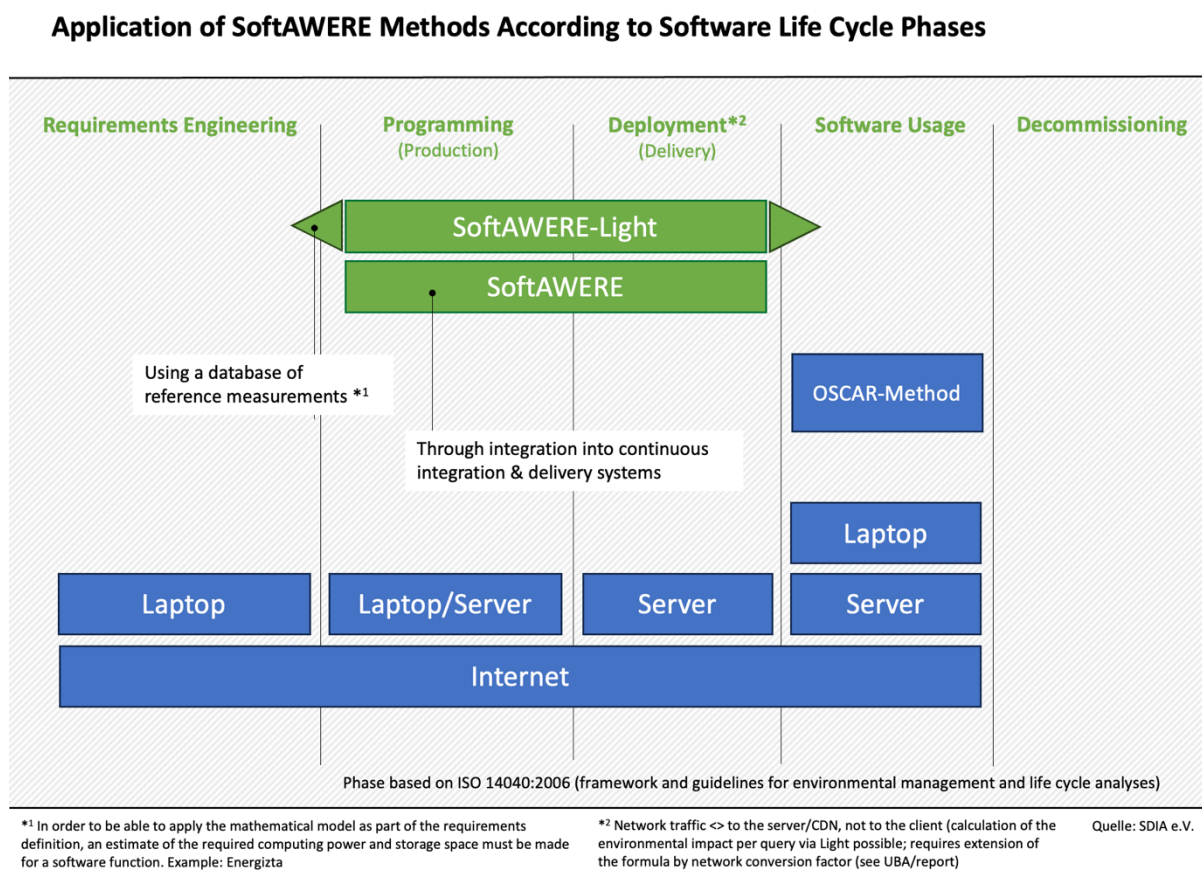 Application of SoftAWERE Methods According to Software Life Cycle Phases
Requirements Engineering
Programming
(Production)
Deployment*2
(Delivery)
Software Usage
Decommissioning
SoftAWERE-Light
SoftAWERE
Using a database of
reference measurements *1
OSCAR-Method
Through integration into continuous
integration & delivery systems
Laptop
Laptop
Laptop/Server
Server
Server
Internet
Phase based on ISO 14040:2006 (framework and guidelines for environmental management and life cycle analyses)
*1 In order to be able to apply the mathematical model as part of the requirements
definition, an estimate of the required computing power and storage space must be made
for a software function. Example: Energizta
*2 Network traffic <> to the server/CDN, not to the client (calculation of the
environmental impact per query via Light possible; requires extension of
the formula by network conversion factor (see UBA/report)
Quelle: SDIA e.V.